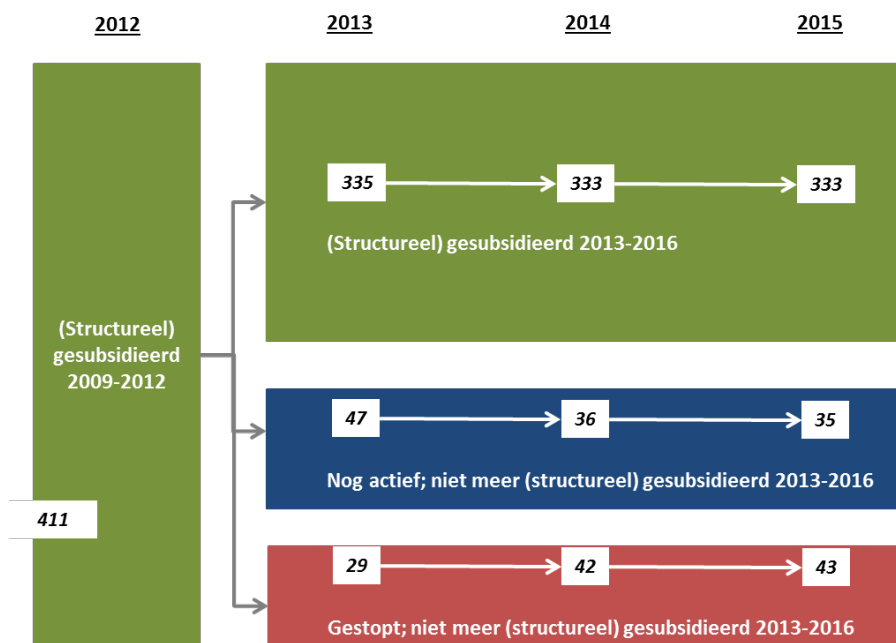 2012 2013 2014 2015
335 333 333
(Structureel) gesubsidieerd 2013-2016
(Structureel)
gesubsidieerd
2009-2012
47 36 35
Nog actief; niet meer (structureel) gesubsidieerd 2013-2016
411
29 42 43
Gestopt; niet meer (structureel) gesubsidieerd 2013-2016